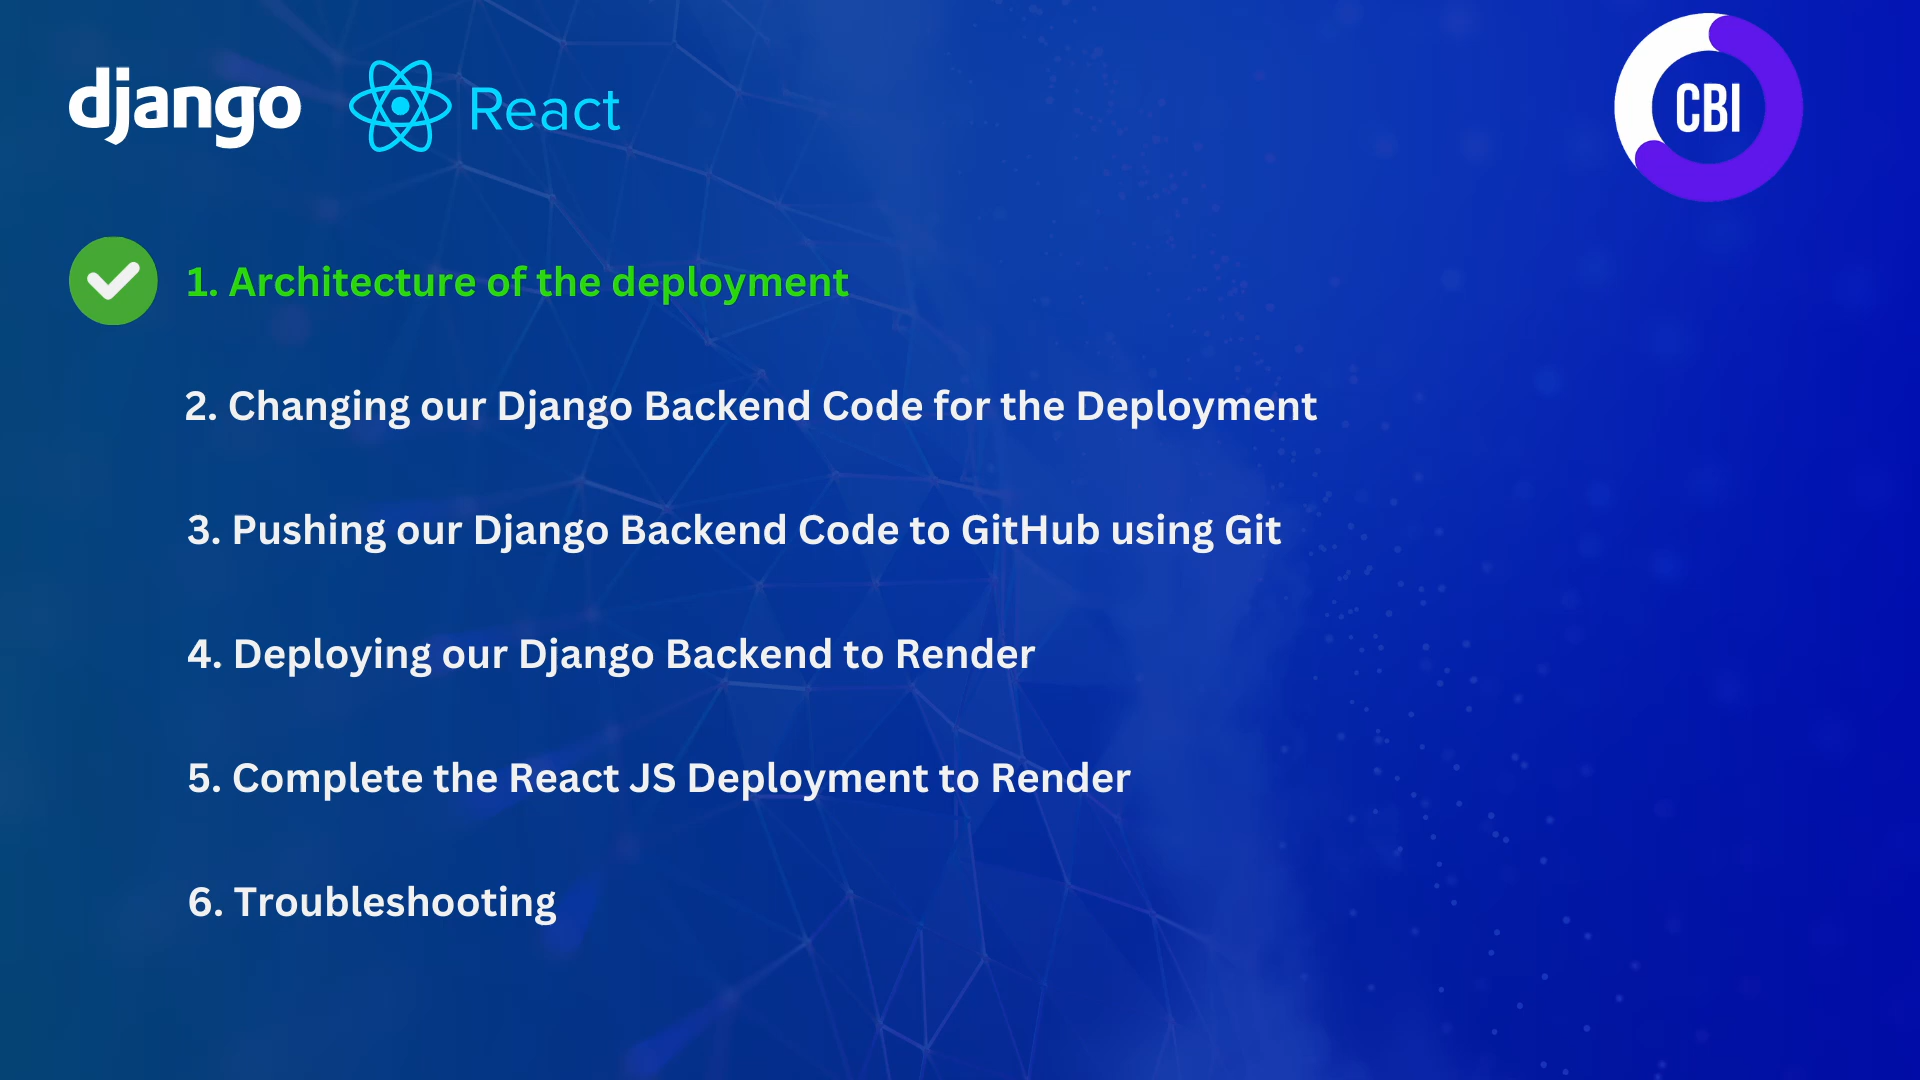 django
React
CBI
1. Architecture of the deployment
2. Changing our Django Backend Code for the Deployment
3. Pushing our Django Backend Code to GitHub using Git
4. Deploying our Django Backend to Render
5. Complete the React JS Deployment to Render
6. Troubleshooting